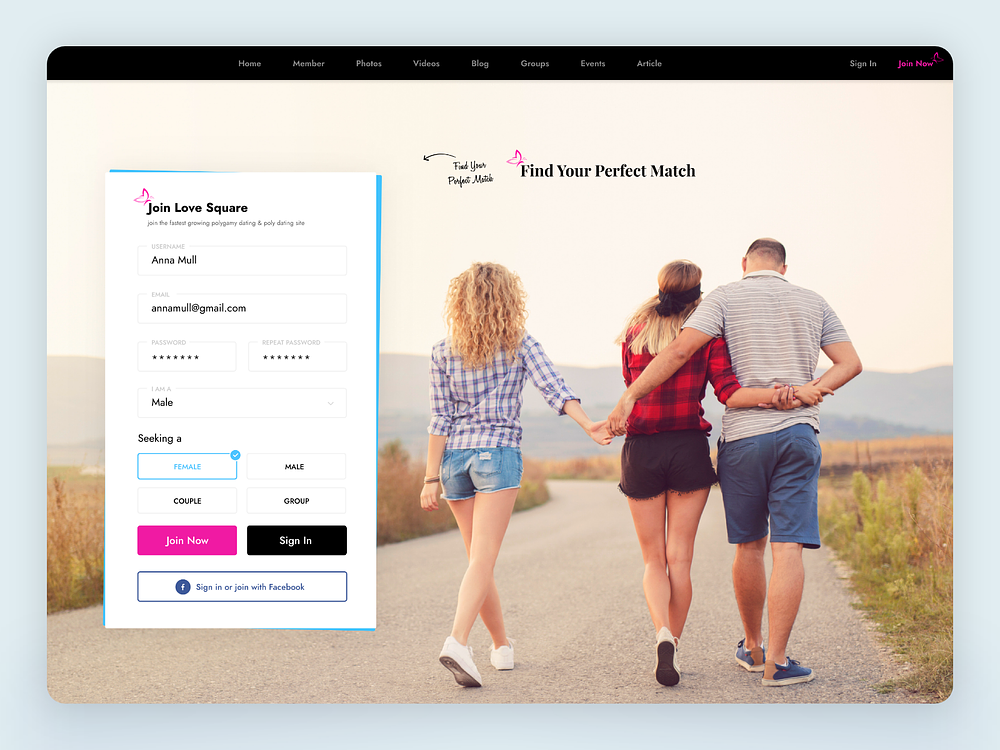 Home Member Photos Videos Blog Groups Events Article Sign In Join Now
Find Your
Perfect Match
Find Your Perfect Match
Join Love Square
join the fastest growing polygamy dating & poly dating site
USERNAME
Anna Mull
EMAIL
annamull@gmail.com
PASSWORD REPEAT PASSWORD
******* *******
I AM A
Male
Seeking a
FEMALE MALE
COUPLE GROUP
Join Now Sign In
f Sign in or join with Facebook